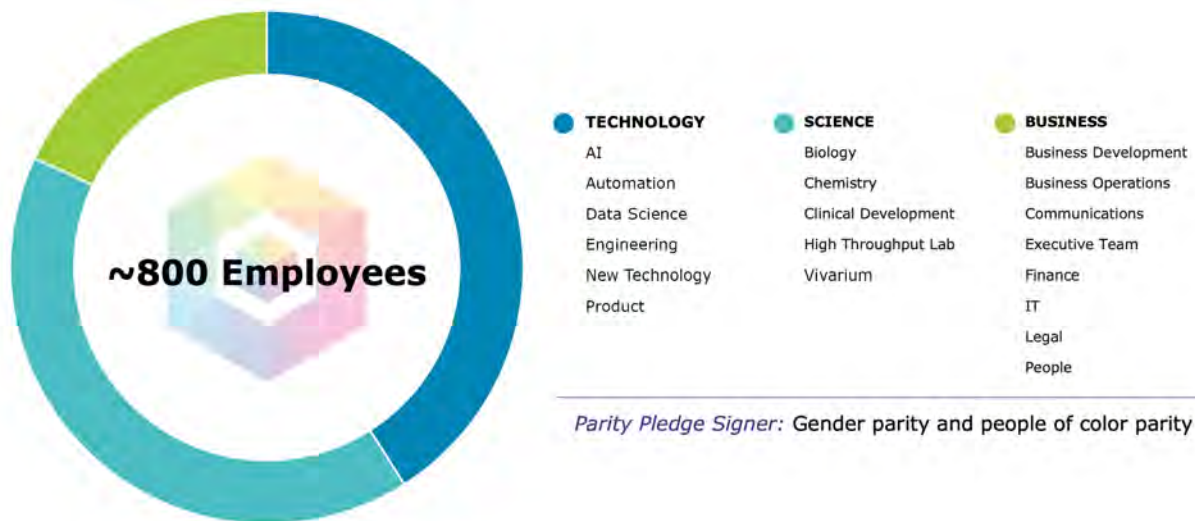 ~800 Employees
TECHNOLOGY
AI
Automation
Data Science
Engineering
New Technology
Product
SCIENCE
Biology
Chemistry
Clinical Development
High Throughput Lab
Vivarium
BUSINESS
Business Development
Business Operations
Communications
Executive Team
Finance
IT
Legal
People
Parity Pledge Signer: Gender parity and people of color parity